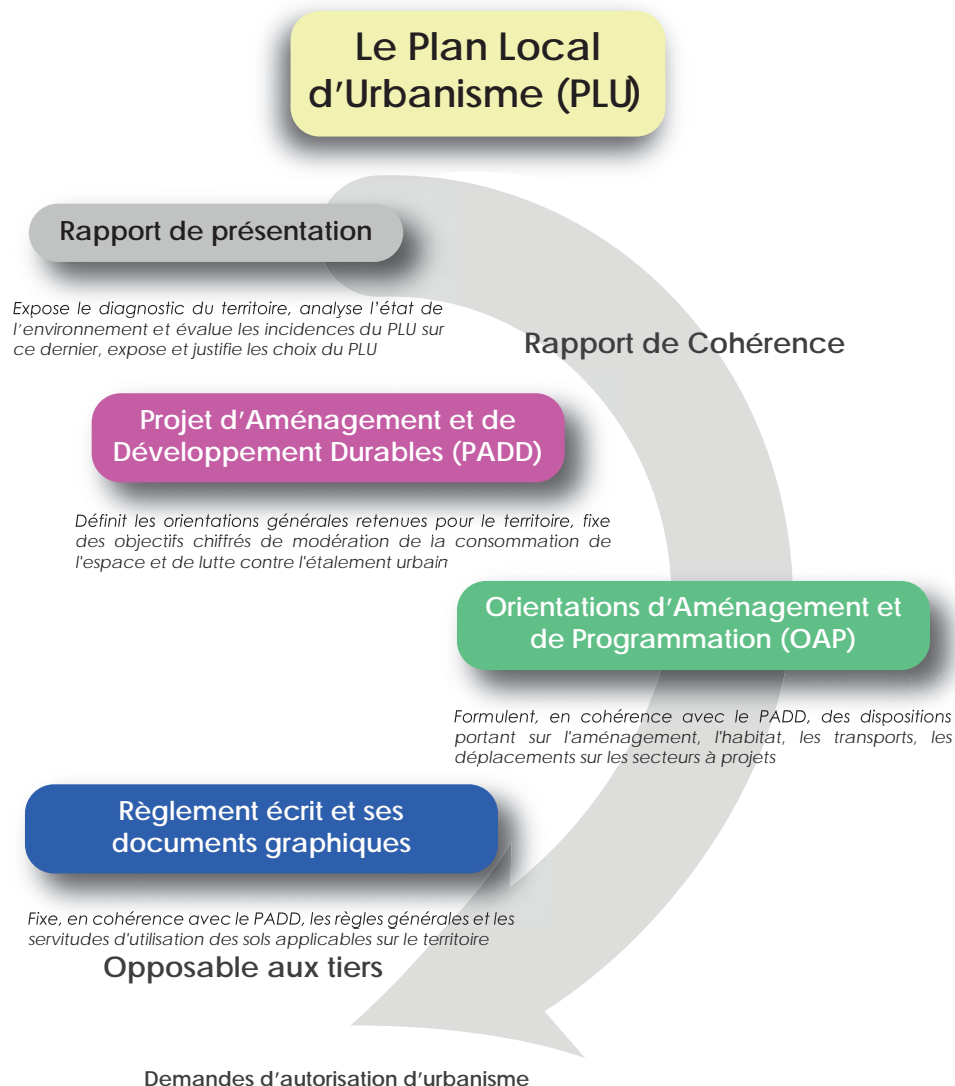 Le Plan Local
d'Urbanisme (PLU)
Rapport de présentation
Expose le diagnostic du territoire, analyse l'état de
l'environnement et évalue les incidences du PLU sur
ce dernier, expose et justifie les choix du PLU
Rapport de Cohérence
Projet d'Aménagement et de
Développement Durables (PADD)
Définit les orientations générales retenues pour le territoire, fixe
des objectifs chiffrés de modération de la consommation de
l'espace et de lutte contre l'étalement urbain
Orientations d'Aménagement et
de Programmation (OAP)
Formulent, en cohérence avec le PADD, des dispositions
portant sur l'aménagement, l'habitat, les transports, les
déplacements sur les secteurs à projets
Règlement écrit et ses
documents graphiques
Fixe, en cohérence avec le PADD, les règles générales et les
servitudes d'utilisation des sols applicables sur le territoire
Opposable aux tiers
Demandes d'autorisation d'urbanisme